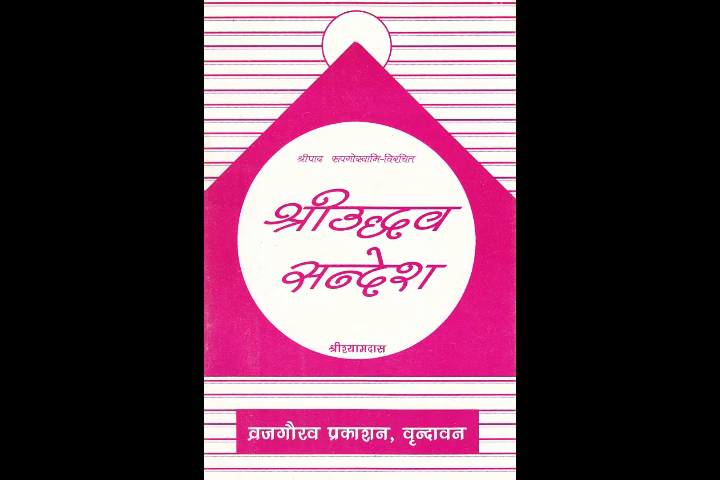 श्रीपाद रूपगोस्वामि-विरचित
श्रीउद्धव
सन्देश
श्रीश्यामदास
व्रजगौरव प्रकाशन, वृन्दावन